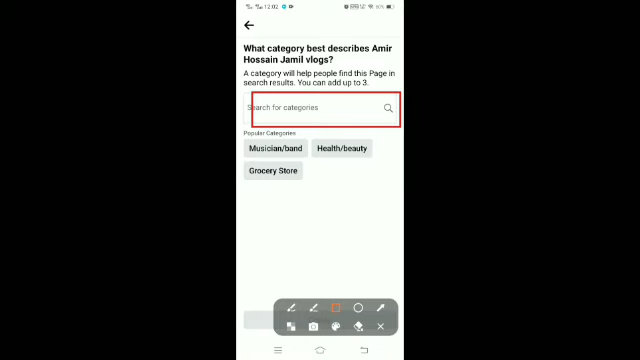 12:02
What category best describes Amir
Hossain Jamil vlogs?
A category will help people find this Page in
search results. You can add up to 3.
Search for categories
Popular Categories
Musician/band
Health/beauty
Grocery Store